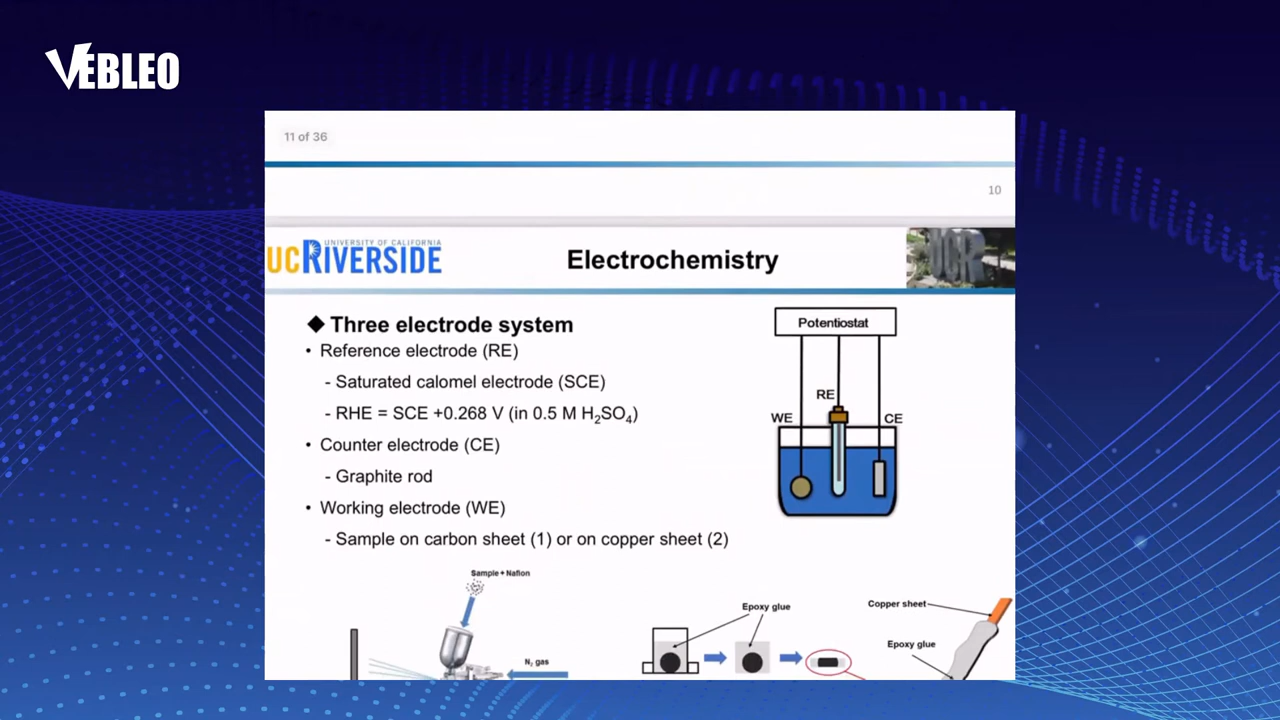 VEBLEO
11 of 36
10
UNIVERSITY OF CALIFORNIA
UCRIVERSIDE
Electrochemistry
UCR
◆ Three electrode system
• Reference electrode (RE)
- Saturated calomel electrode (SCE)
- RHE = SCE +0.268 V (in 0.5 M H₂SO₄)
• Counter electrode (CE)
- Graphite rod
• Working electrode (WE)
- Sample on carbon sheet (1) or on copper sheet (2)
Potentiostat
RE
WE
CE
Sample + Nafion
N₂ gas
Epoxy glue
Copper sheet
Epoxy glue